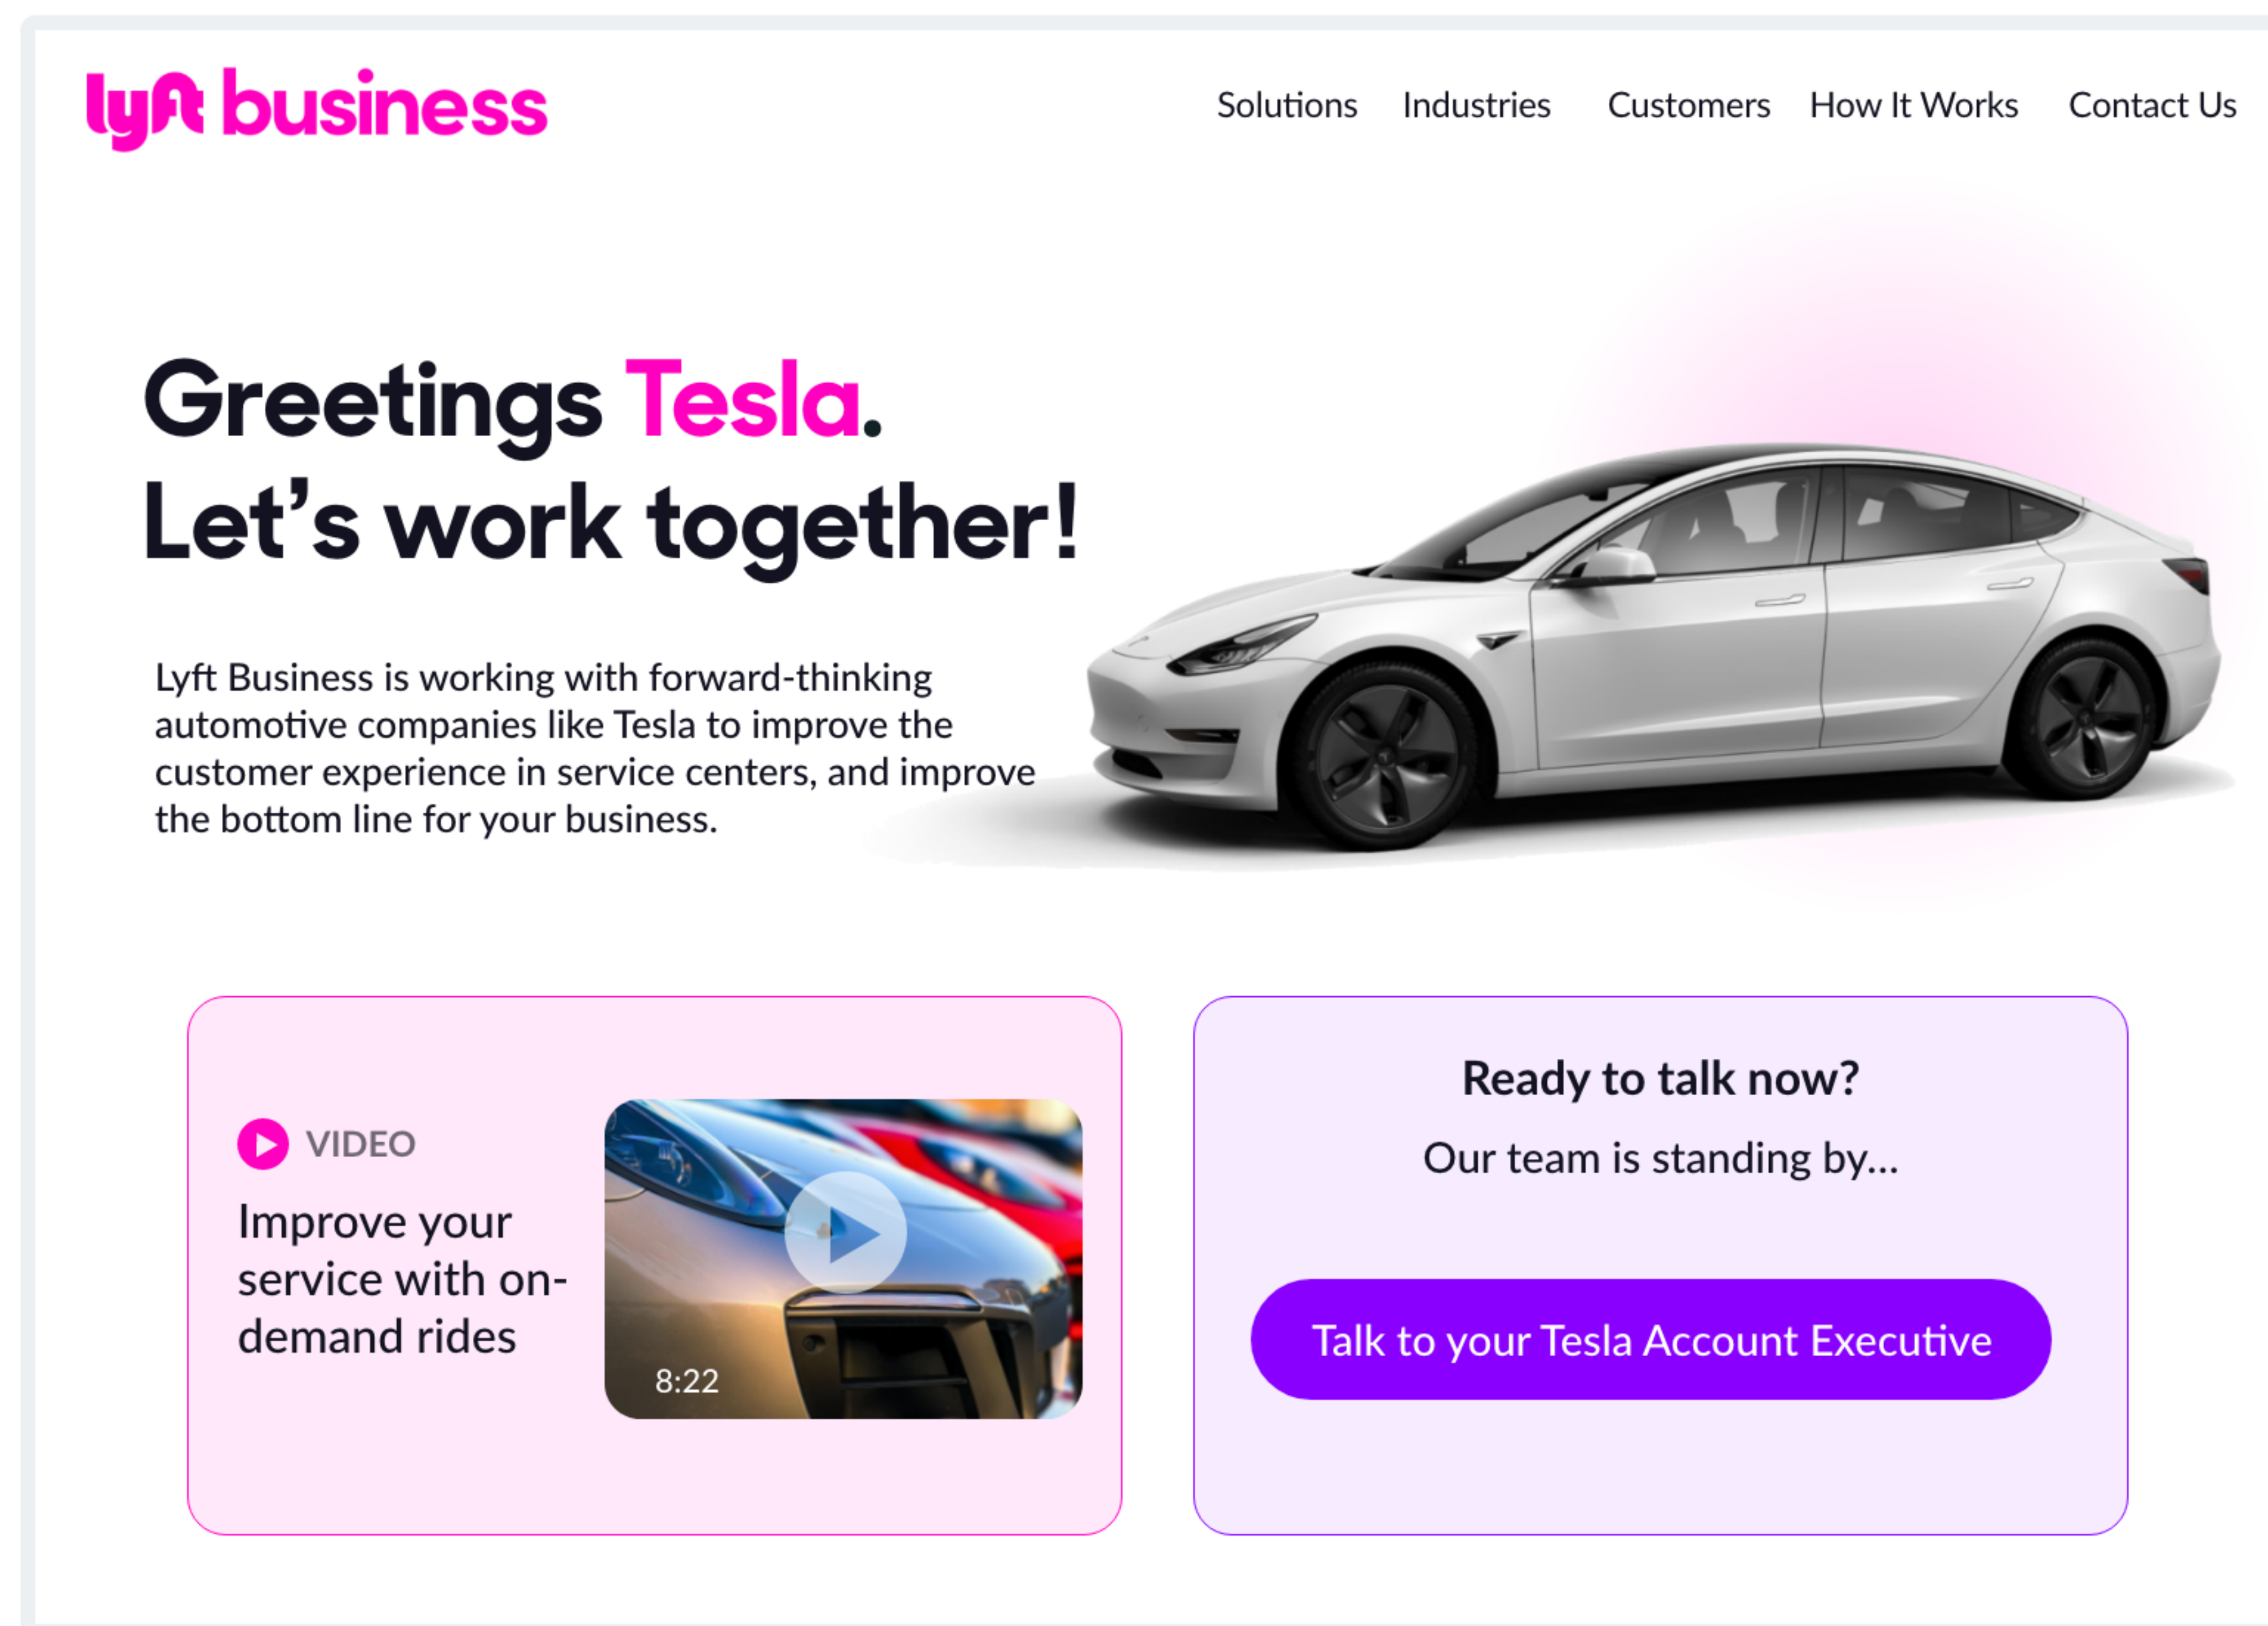 lyft business
Solutions Industries Customers How It Works Contact Us
Greetings Tesla.
Let’s work together!
Lyft Business is working with forward-thinking
automotive companies like Tesla to improve the
customer experience in service centers, and improve
the bottom line for your business.
VIDEO
Improve your
service with on-
demand rides
8:22
Ready to talk now?
Our team is standing by...
Talk to your Tesla Account Executive